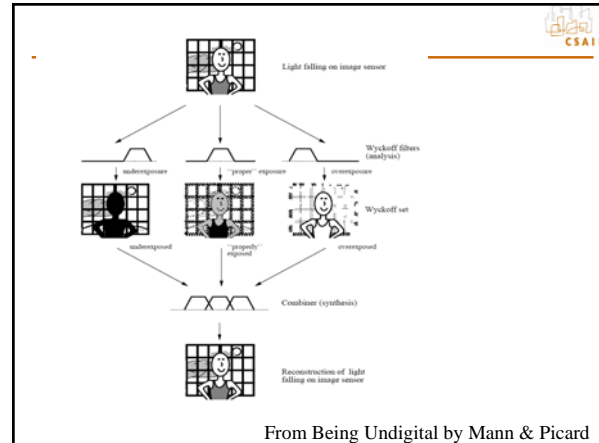 CSAI
Light falling on image sensor
Wyckoff filters
(analysis)
underexposure
"proper" exposure
overexposure
Wyckoff set
underexposed
"properly"
exposed
overexposed
Combiner (synthesis)
Reconstruction of light
falling on image sensor
From Being Undigital by Mann & Picard